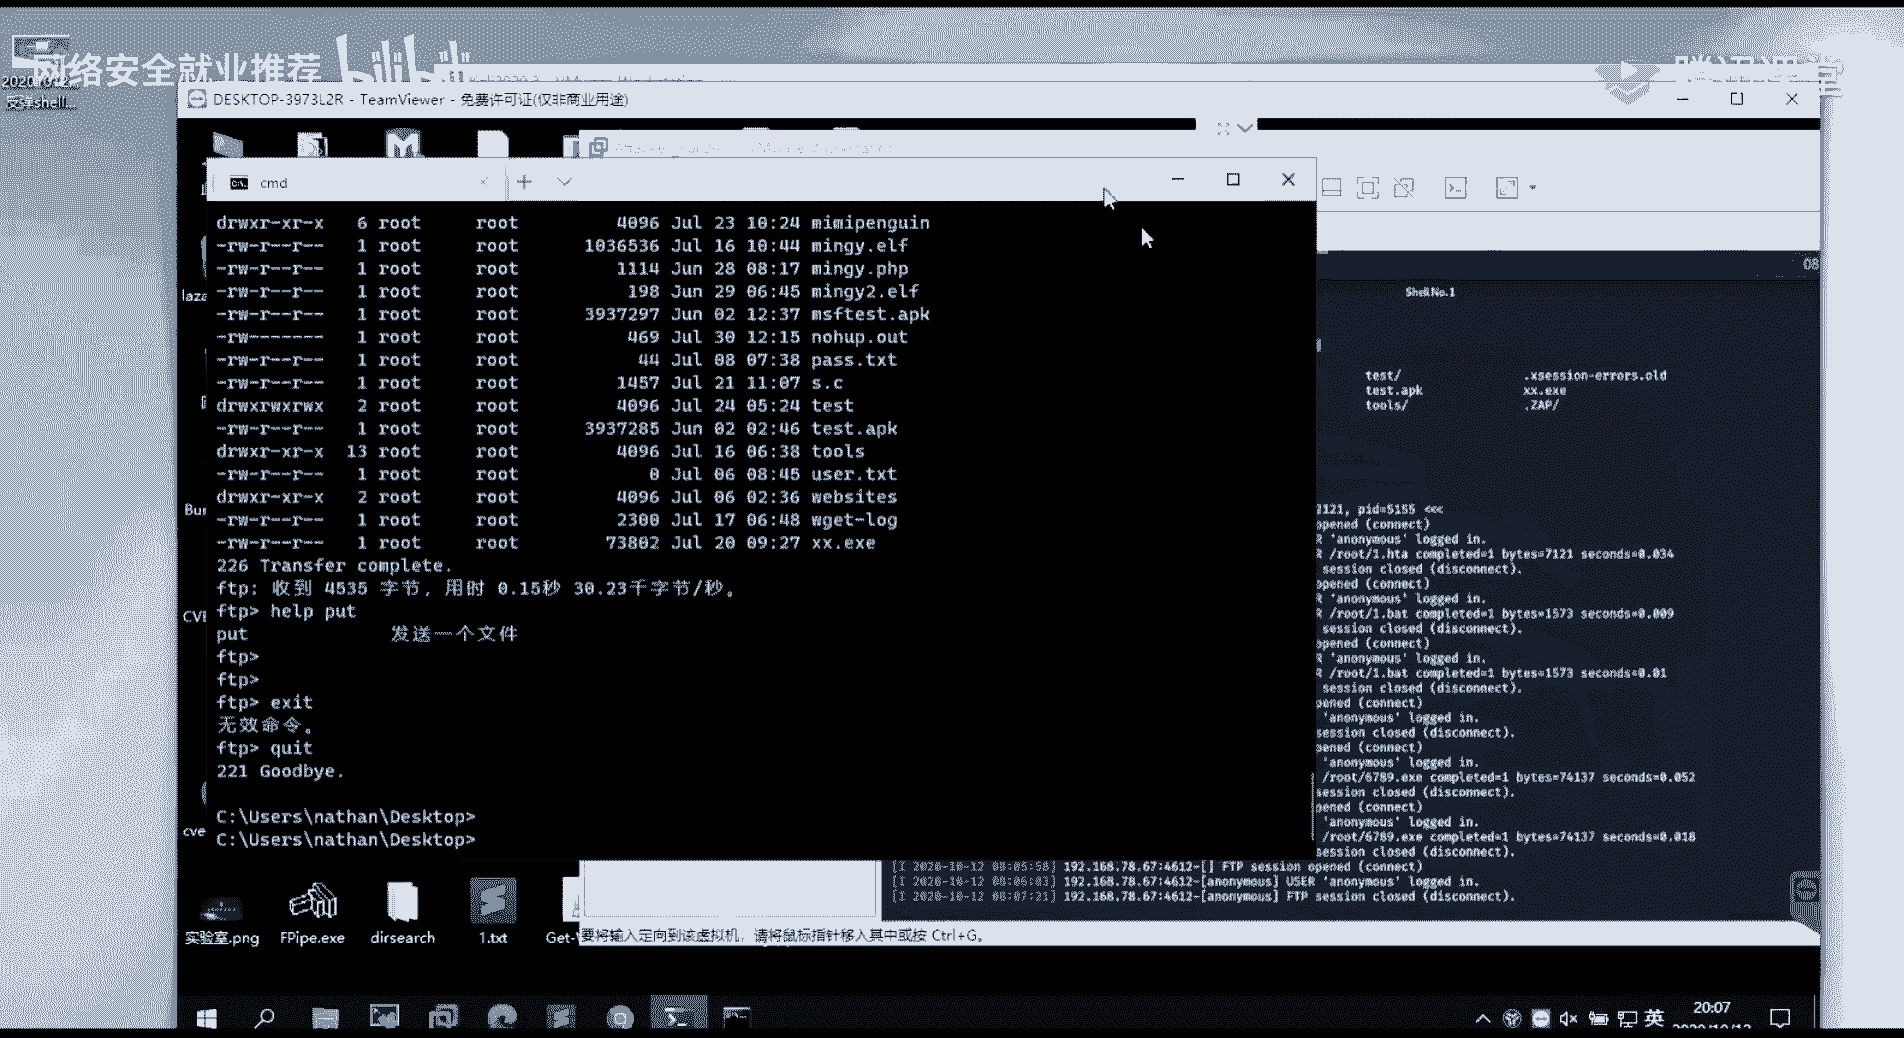 网络安全就业推荐
bilibili
腾讯课堂
反弹shell...
DESKTOP-3973L2R - TeamViewer - 免费许可证(仅非商业用途)
cmd
drwxr-xr-x 6 root root 4096 Jul 23 10:24 mimipenguin
-rw-r--r-- 1 root root 1036536 Jul 16 10:44 mingy.elf
-rw-r--r-- 1 root root 1114 Jun 28 08:17 mingy.php
-rw-r--r-- 1 root root 198 Jun 29 06:45 mingy2.elf
-rw-r--r-- 1 root root 3937297 Jun 02 12:37 msftest.apk
-rw------- 1 root root 469 Jul 30 12:15 nohup.out
-rw-r--r-- 1 root root 44 Jul 08 07:38 pass.txt
-rw-r--r-- 1 root root 1457 Jul 21 11:07 s.c
drwxrwxrwx 2 root root 4096 Jul 24 05:24 test
-rw-r--r-- 1 root root 3937285 Jun 02 02:46 test.apk
drwxr-xr-x 13 root root 4096 Jul 16 06:38 tools
-rw-r--r-- 1 root root 0 Jul 06 08:45 user.txt
drwxr-xr-x 2 root root 4096 Jul 06 02:36 websites
-rw-r--r-- 1 root root 2300 Jul 17 06:48 wget-log
-rw-r--r-- 1 root root 73802 Jul 20 09:27 xx.exe
226 Transfer complete.
ftp: 收到 4535 字节，用时 0.15秒 30.23千字节/秒。
ftp> help put
put 发送一个文件
ftp>
ftp>
ftp> exit
无效命令。
ftp> quit
221 Goodbye.
C:\Users\nathan\Desktop>
C:\Users\nathan\Desktop>
laza
Bur
CVE
cve
08
Shell No.1
test/ .xsession-errors.old
test.apk xx.exe
tools/ .ZAP/
pid=5155 <<<
opened (connect)
'anonymous' logged in.
/root/1.hta completed=1 bytes=7121 seconds=0.034
session closed (disconnect).
opened (connect)
'anonymous' logged in.
/root/1.bat completed=1 bytes=1573 seconds=0.009
session closed (disconnect).
opened (connect)
'anonymous' logged in.
/root/1.bat completed=1 bytes=1573 seconds=0.01
session closed (disconnect).
pened (connect)
'anonymous' logged in.
session closed (disconnect).
pened (connect)
'anonymous' logged in.
/root/6789.exe completed=1 bytes=74137 seconds=0.052
session closed (disconnect).
pened (connect)
'anonymous' logged in.
/root/6789.exe completed=1 bytes=74137 seconds=0.018
session closed (disconnect).
[I 2020-10-12 08:05:58] 192.168.78.67:4612-[] FTP session opened (connect)
[I 2020-10-12 08:06:03] 192.168.78.67:4612-[anonymous] USER 'anonymous' logged in.
[I 2020-10-12 08:07:21] 192.168.78.67:4612-[anonymous] FTP session closed (disconnect).
实验室.png FPipe.exe dirsearch 1.txt Get-
要将输入定向到该虚拟机，请将鼠标指针移入其中或按 Ctrl+G。
英
20:07